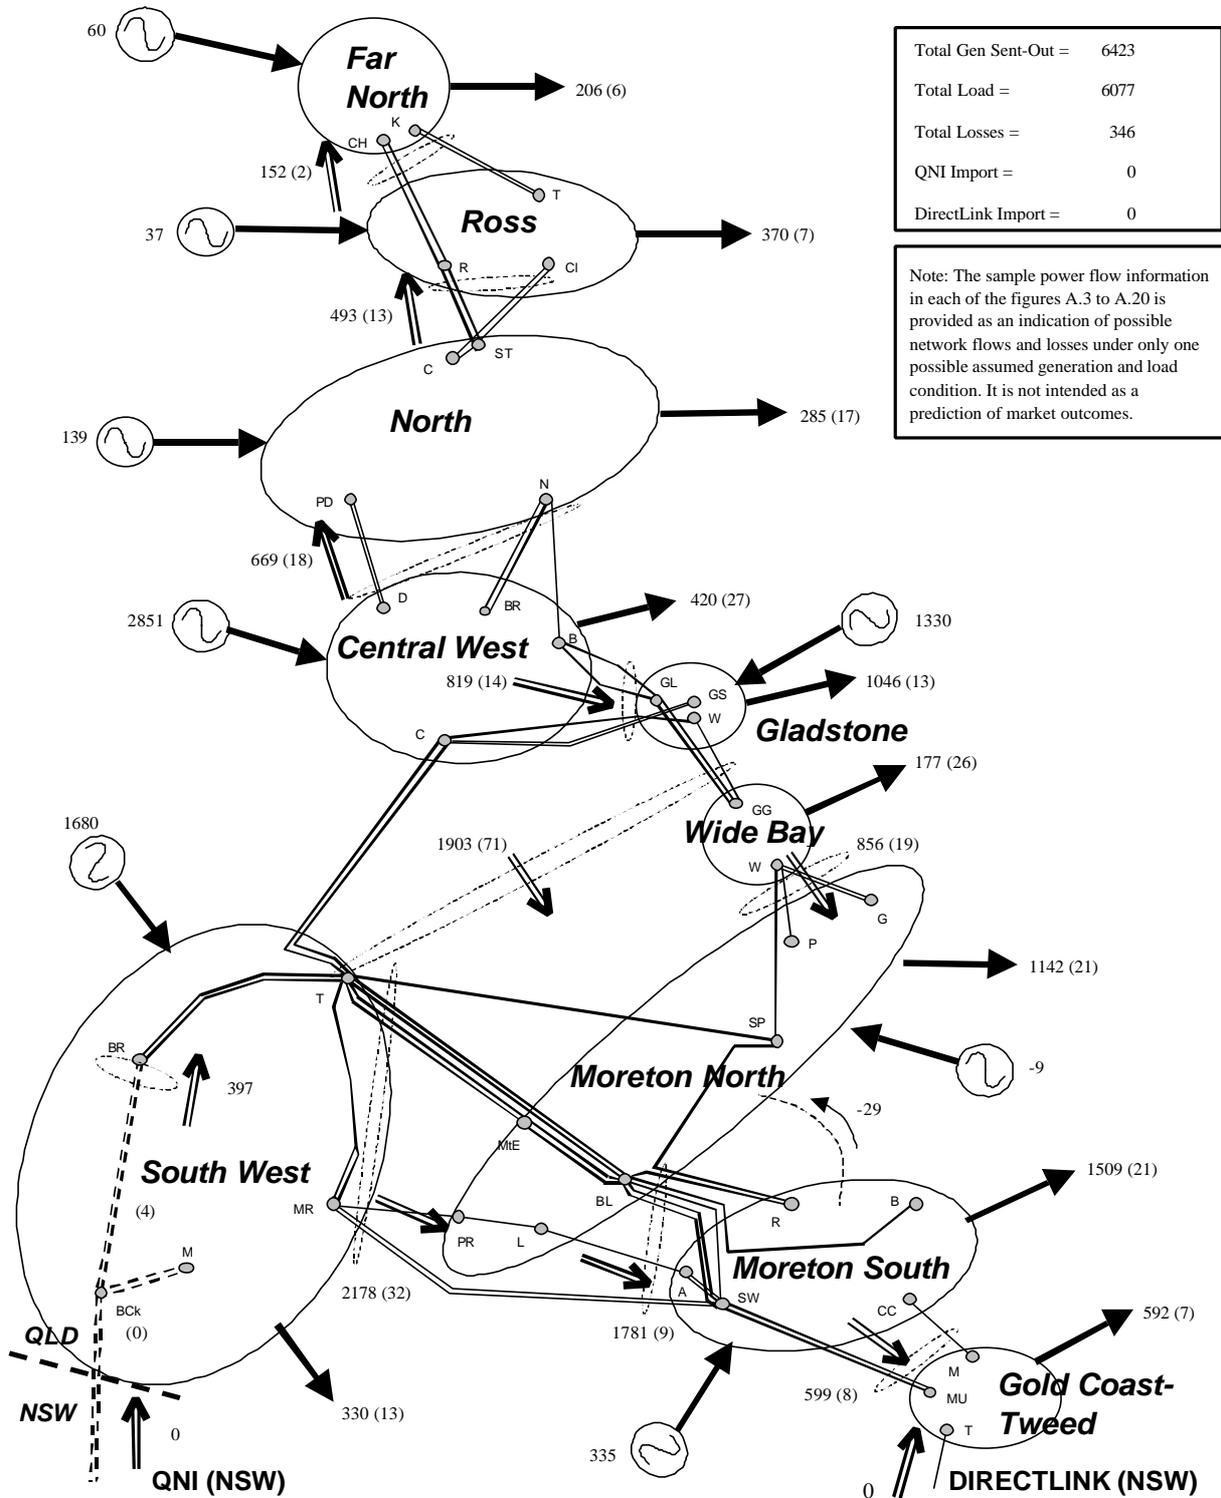 60
Far
North
206 (6)
K
CH
152 (2)
T
37
Ross
370 (7)
R
CI
493 (13)
ST
C
139
North
285 (17)
PD
N
669 (18)
D
BR
2851
420 (27)
1330
B
Central West
819 (14)
GL
GS
1046 (13)
W
Gladstone
C
177 (26)
GG
1680
1903 (71)
Wide Bay
856 (19)
W
G
P
1142 (21)
T
SP
BR
397
Moreton North
-9
-29
MtE
South West
1509 (21)
BL
MR
R
B
(4)
PR
L
M
Moreton South
2178 (32)
A
SW
BCk
(0)
CC
1781 (9)
592 (7)
QLD
M
599 (8)
MU
Gold Coast-
Tweed
NSW
330 (13)
T
0
335
QNI (NSW)
0
DIRECTLINK (NSW)
Total Gen Sent-Out = 6423
Total Load = 6077
Total Losses = 346
QNI Import = 0
DirectLink Import = 0
Note: The sample power flow information
in each of the figures A.3 to A.20 is
provided as an indication of possible
network flows and losses under only one
possible assumed generation and load
condition. It is not intended as a
prediction of market outcomes.